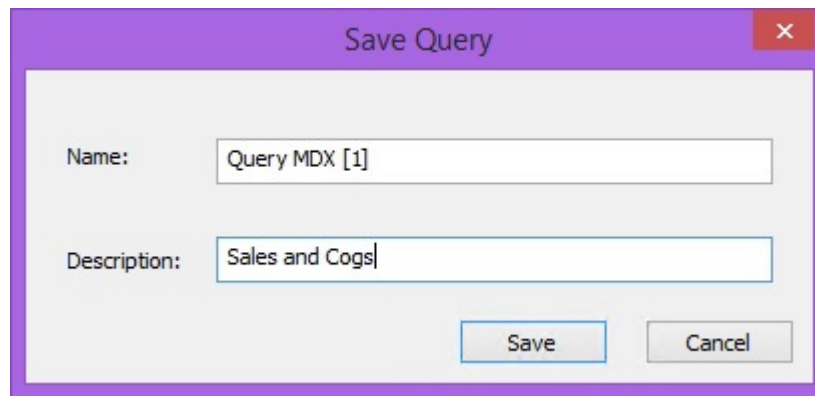 Save Query
Name:
Query MDX [1]
Description:
Sales and Cogs
Save
Cancel